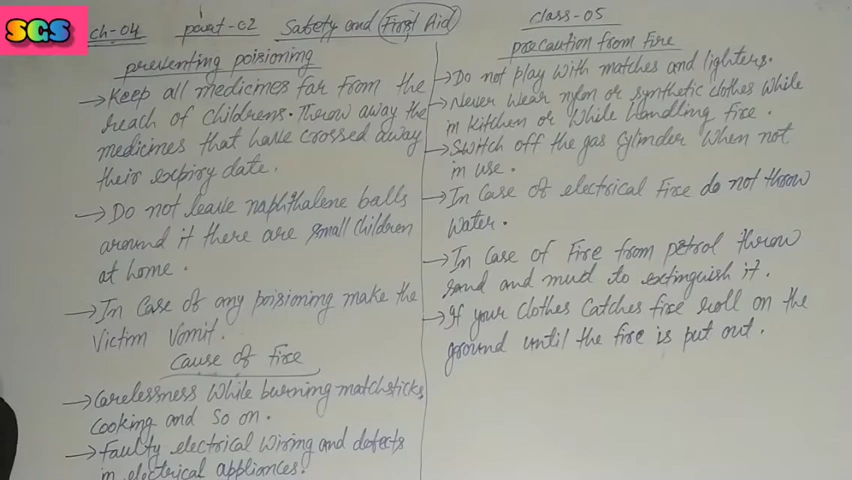 SGS
ch-04 part-02 Safety and First Aid class-05
preventing poisioning
→ Keep all medicines far from the
reach of childrens. Throw away the
medicines that have crossed away
their expiry date.
→ Do not leave naphthalene balls
around it there are small children
at home.
→ In Case of any poisioning make the
Victim Vomit.
Cause of fire
→ Carelessness While burning matchsticks,
Cooking and So on.
→ Faulty electrical Wiring and defects
in electrical appliances.
precaution from Fire
→ Do not play With matches and lighters.
→ Never Wear nylon or synthetic clothes While
in Kitchen or While Handling fire.
→ Switch off the gas Cylinder When not
in use.
→ In Case of electrical Fire do not throw
Water.
→ In Case of Fire from petrol throw
sand and mud to extinguish it.
→ If your Clothes Catches fire roll on the
ground until the fire is put out.